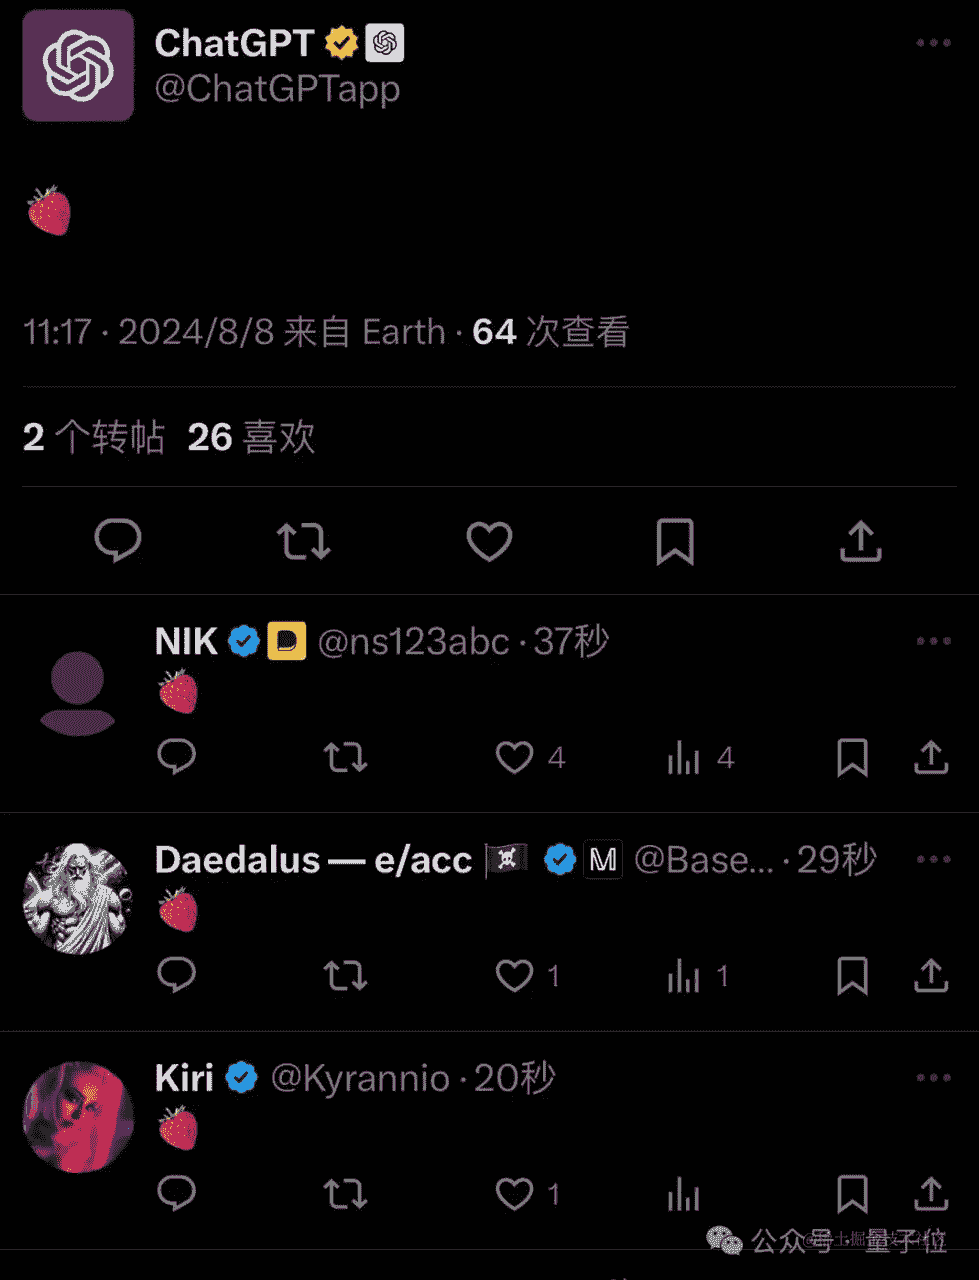 ChatGPT
@ChatGPTapp
🍓
11:17 · 2024/8/8 来自 Earth · 64 次查看
2 个转帖 26 喜欢
NIK @ns123abc · 37秒
🍓
4 4
Daedalus — e/acc 🏴‍☠️ M @Base... · 29秒
🍓
1 1
Kiri @Kyrannio · 20秒
🍓
1
公众号 · 量子位